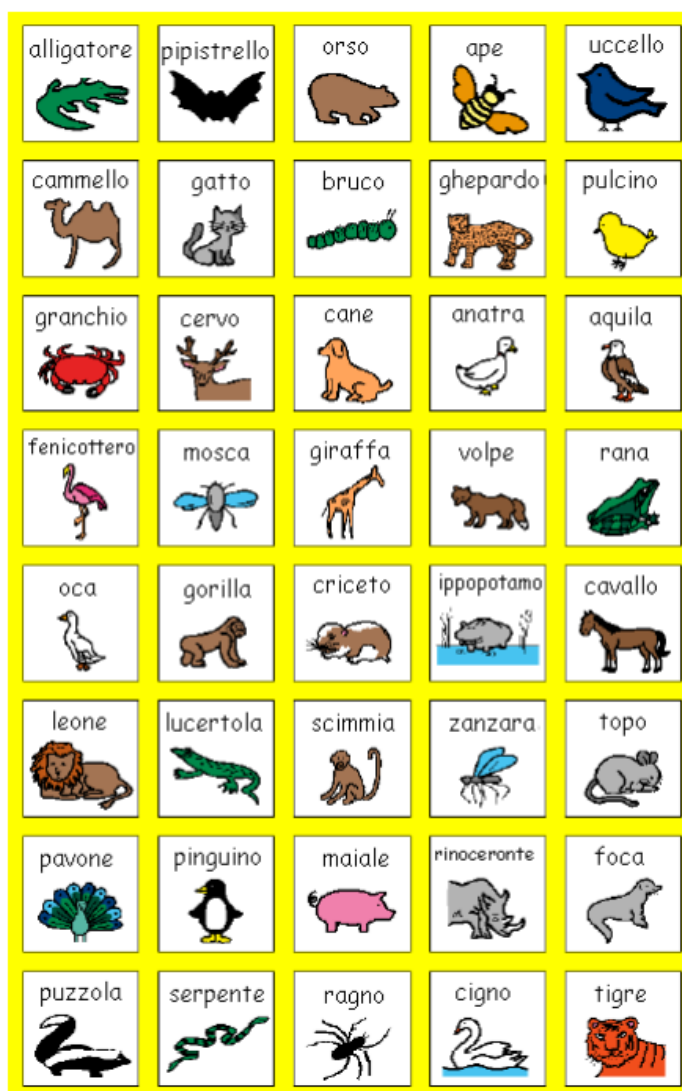 alligatore
pipistrello
orso
ape
uccello
cammello
gatto
bruco
ghepardo
pulcino
granchio
cervo
cane
anatra
aquila
fenicottero
mosca
giraffa
volpe
rana
oca
gorilla
criceto
ippopotamo
cavallo
leone
lucertola
scimmia
zanzara
topo
pavone
pinguino
maiale
rinoceronte
foca
puzzola
serpente
ragno
cigno
tigre